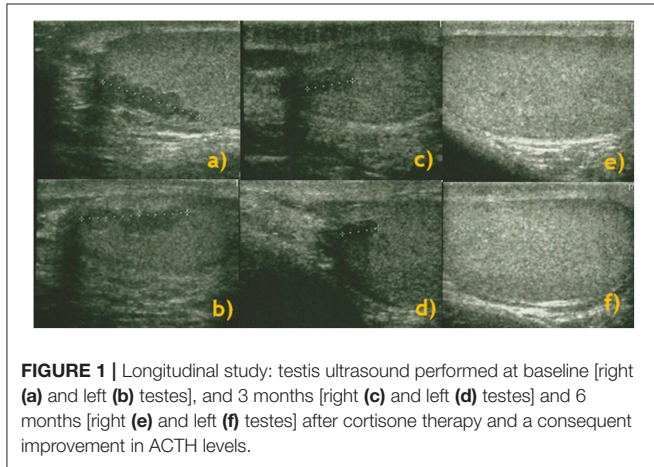 a)
c)
e)
b)
d)
f)
FIGURE 1 | Longitudinal study: testis ultrasound performed at baseline [right
(a) and left (b) testes], and 3 months [right (c) and left (d) testes] and 6
months [right (e) and left (f) testes] after cortisone therapy and a consequent
improvement in ACTH levels.